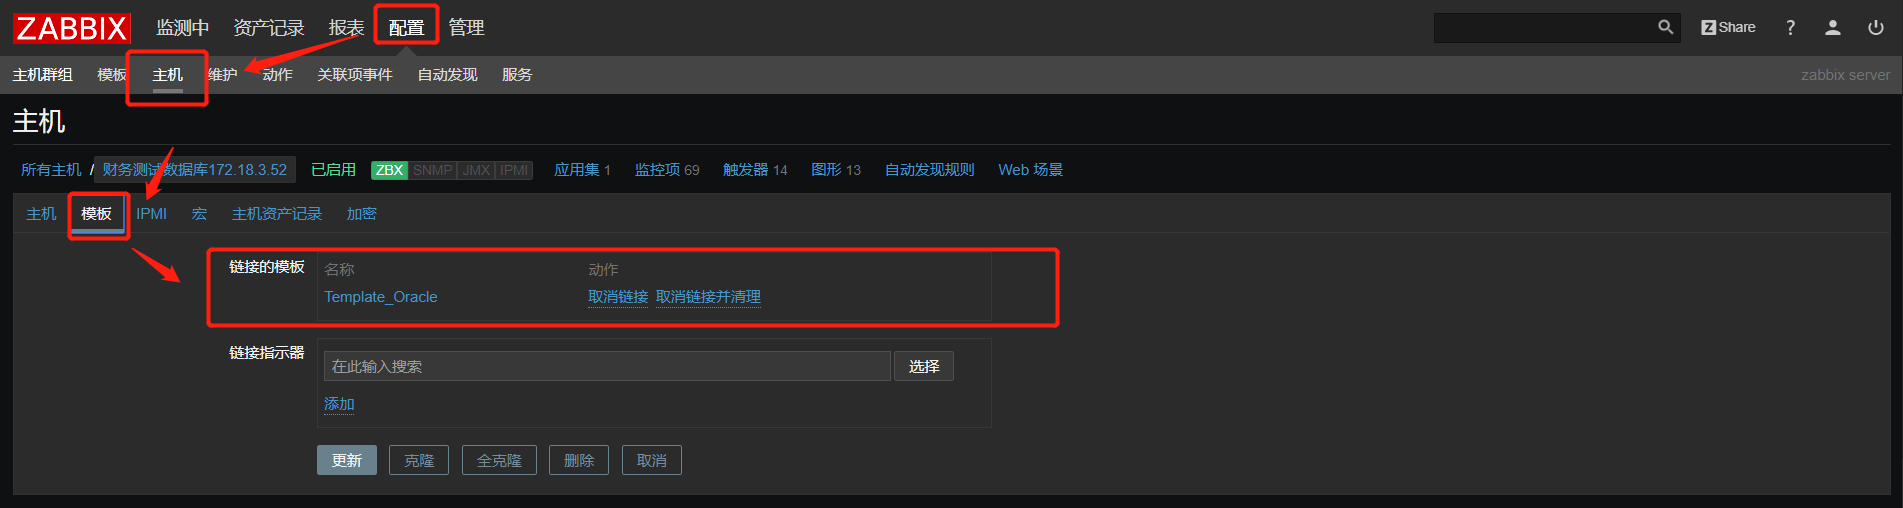 ZABBIX 监测中 资产记录 报表 配置 管理 Z Share ?
主机群组 模板 主机 维护 动作 关联项事件 自动发现 服务 zabbix server
主机
所有主机 / 财务测试数据库172.18.3.52 已启用 ZBX SNMP JMX IPMI 应用集 1 监控项 69 触发器 14 图形 13 自动发现规则 Web 场景
主机 模板 IPMI 宏 主机资产记录 加密
链接的模板 名称 动作
Template_Oracle 取消链接 取消链接并清理
链接指示器
在此输入搜索 选择
添加
更新 克隆 全克隆 删除 取消